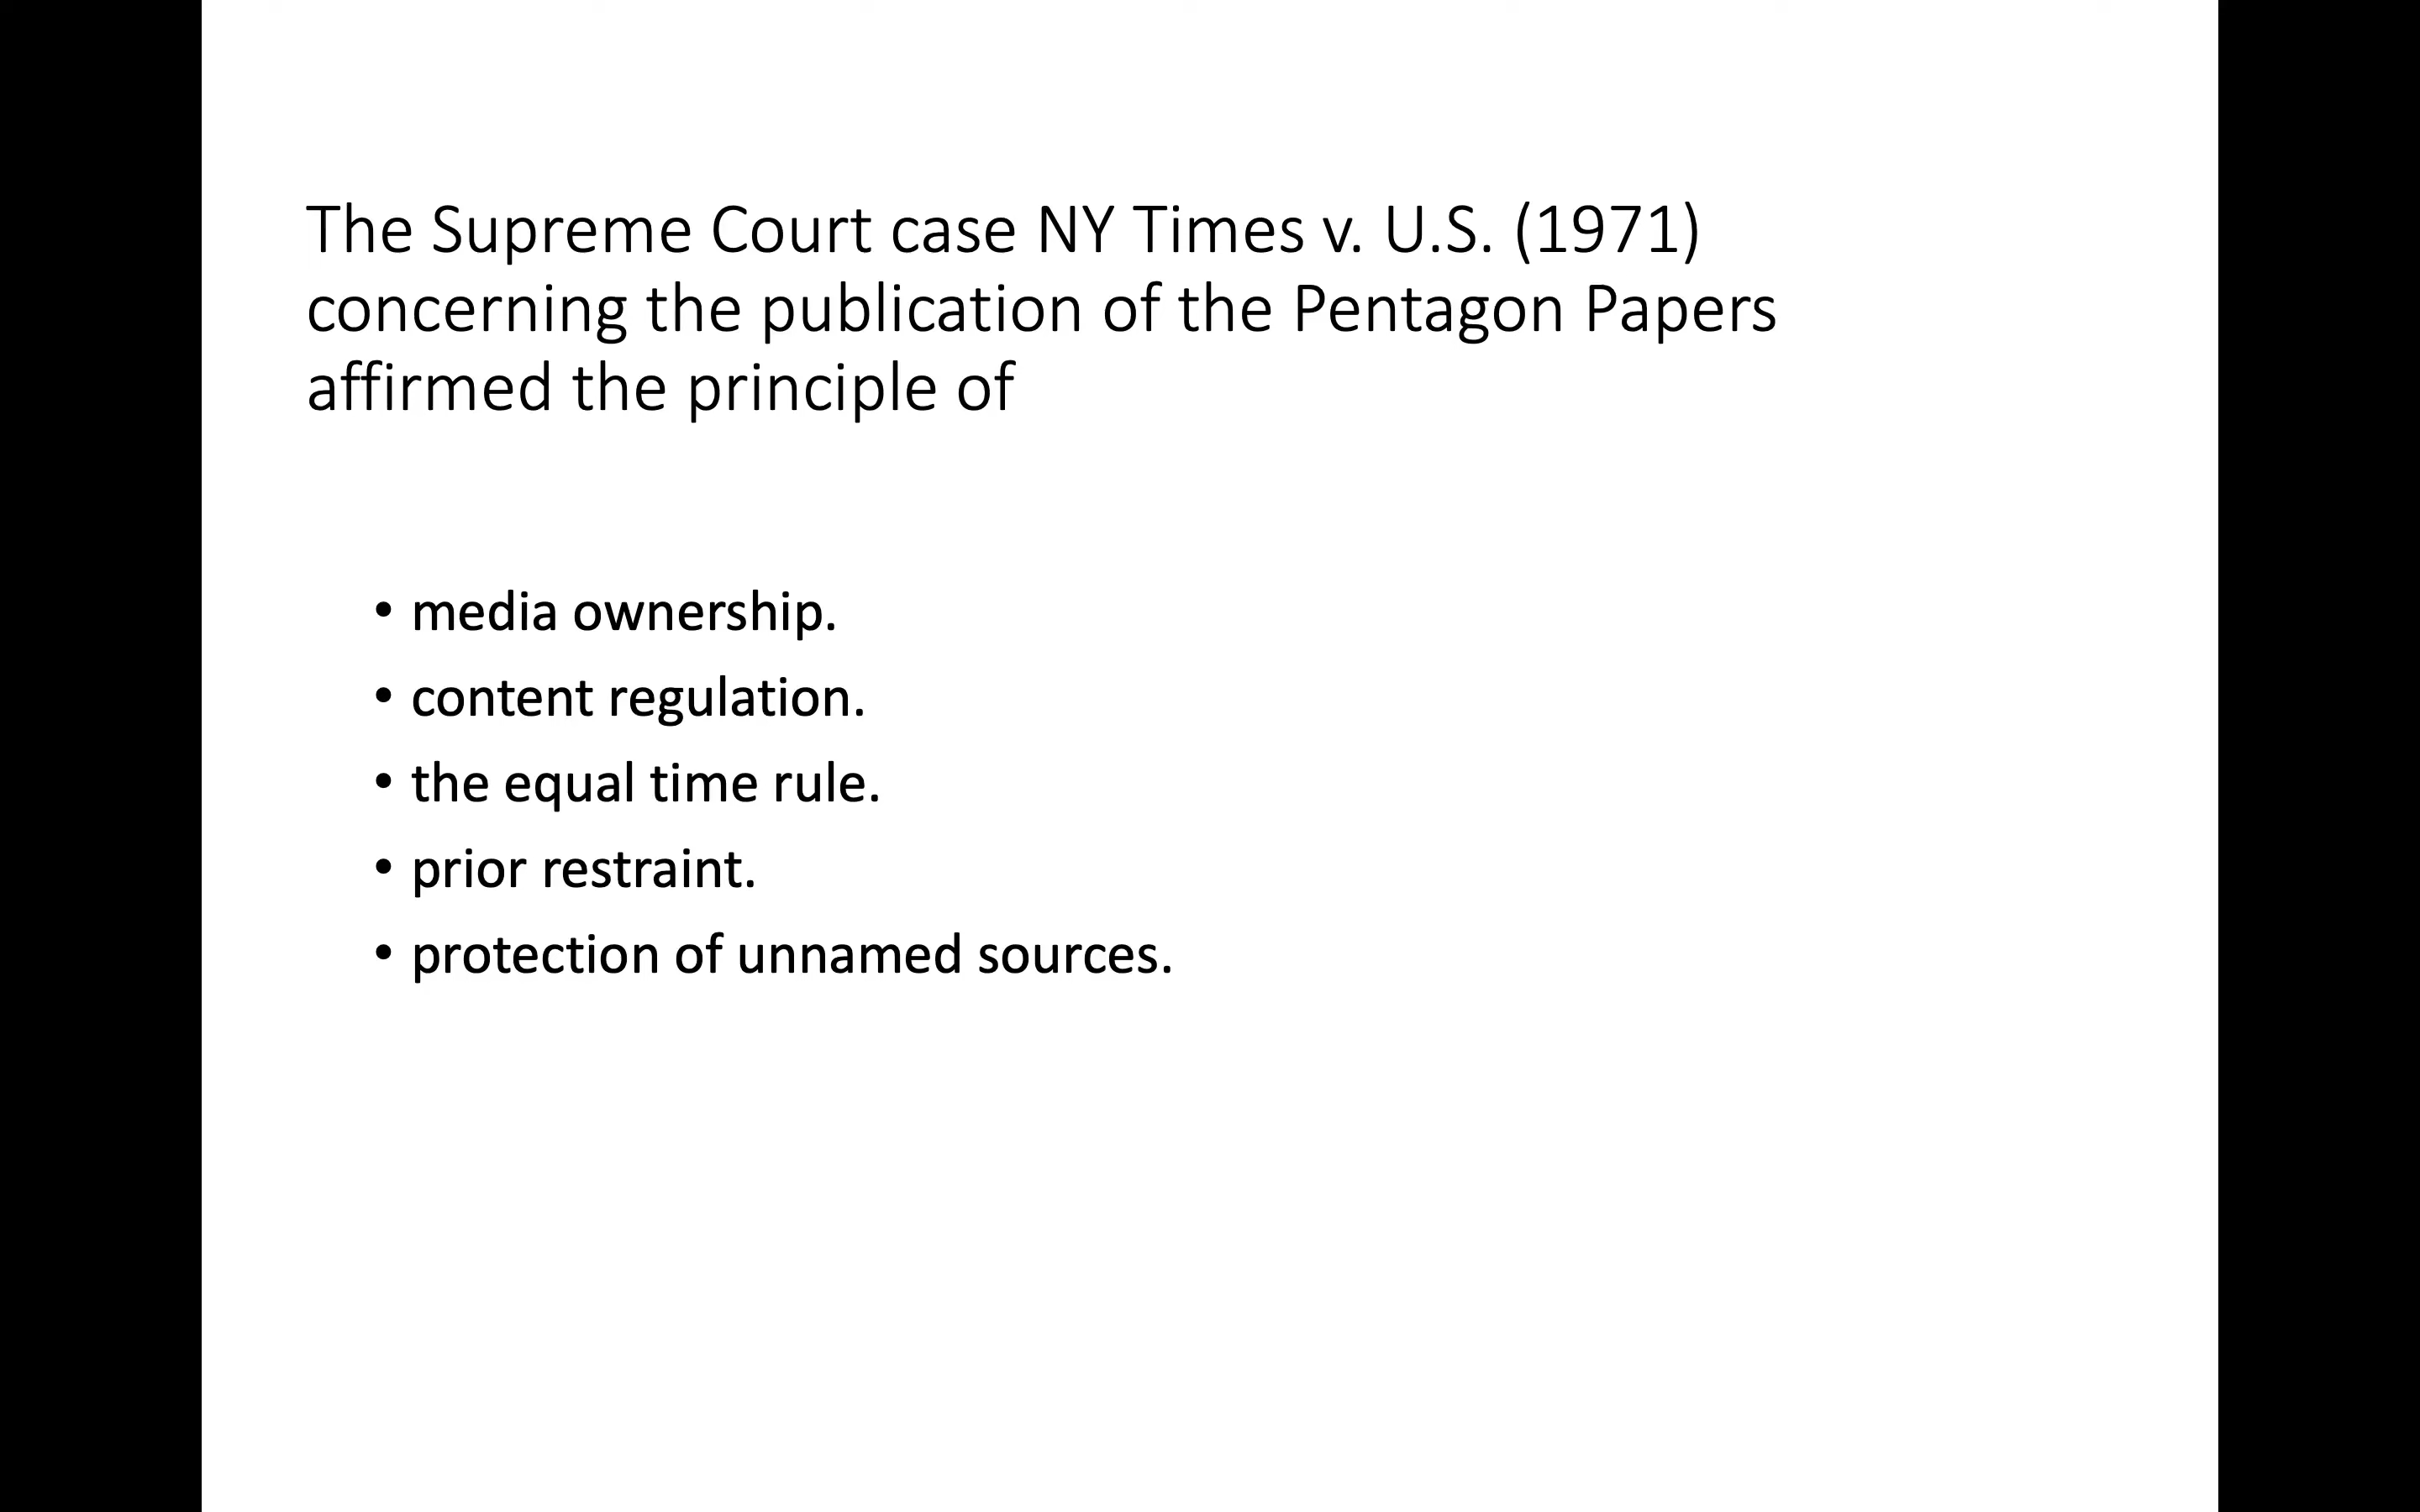 The Supreme Court case NY Times v. U.S. (1971)
concerning the publication of the Pentagon Papers
affirmed the principle of
• media ownership.
• content regulation.
• the equal time rule.
• prior restraint.
• protection of unnamed sources.